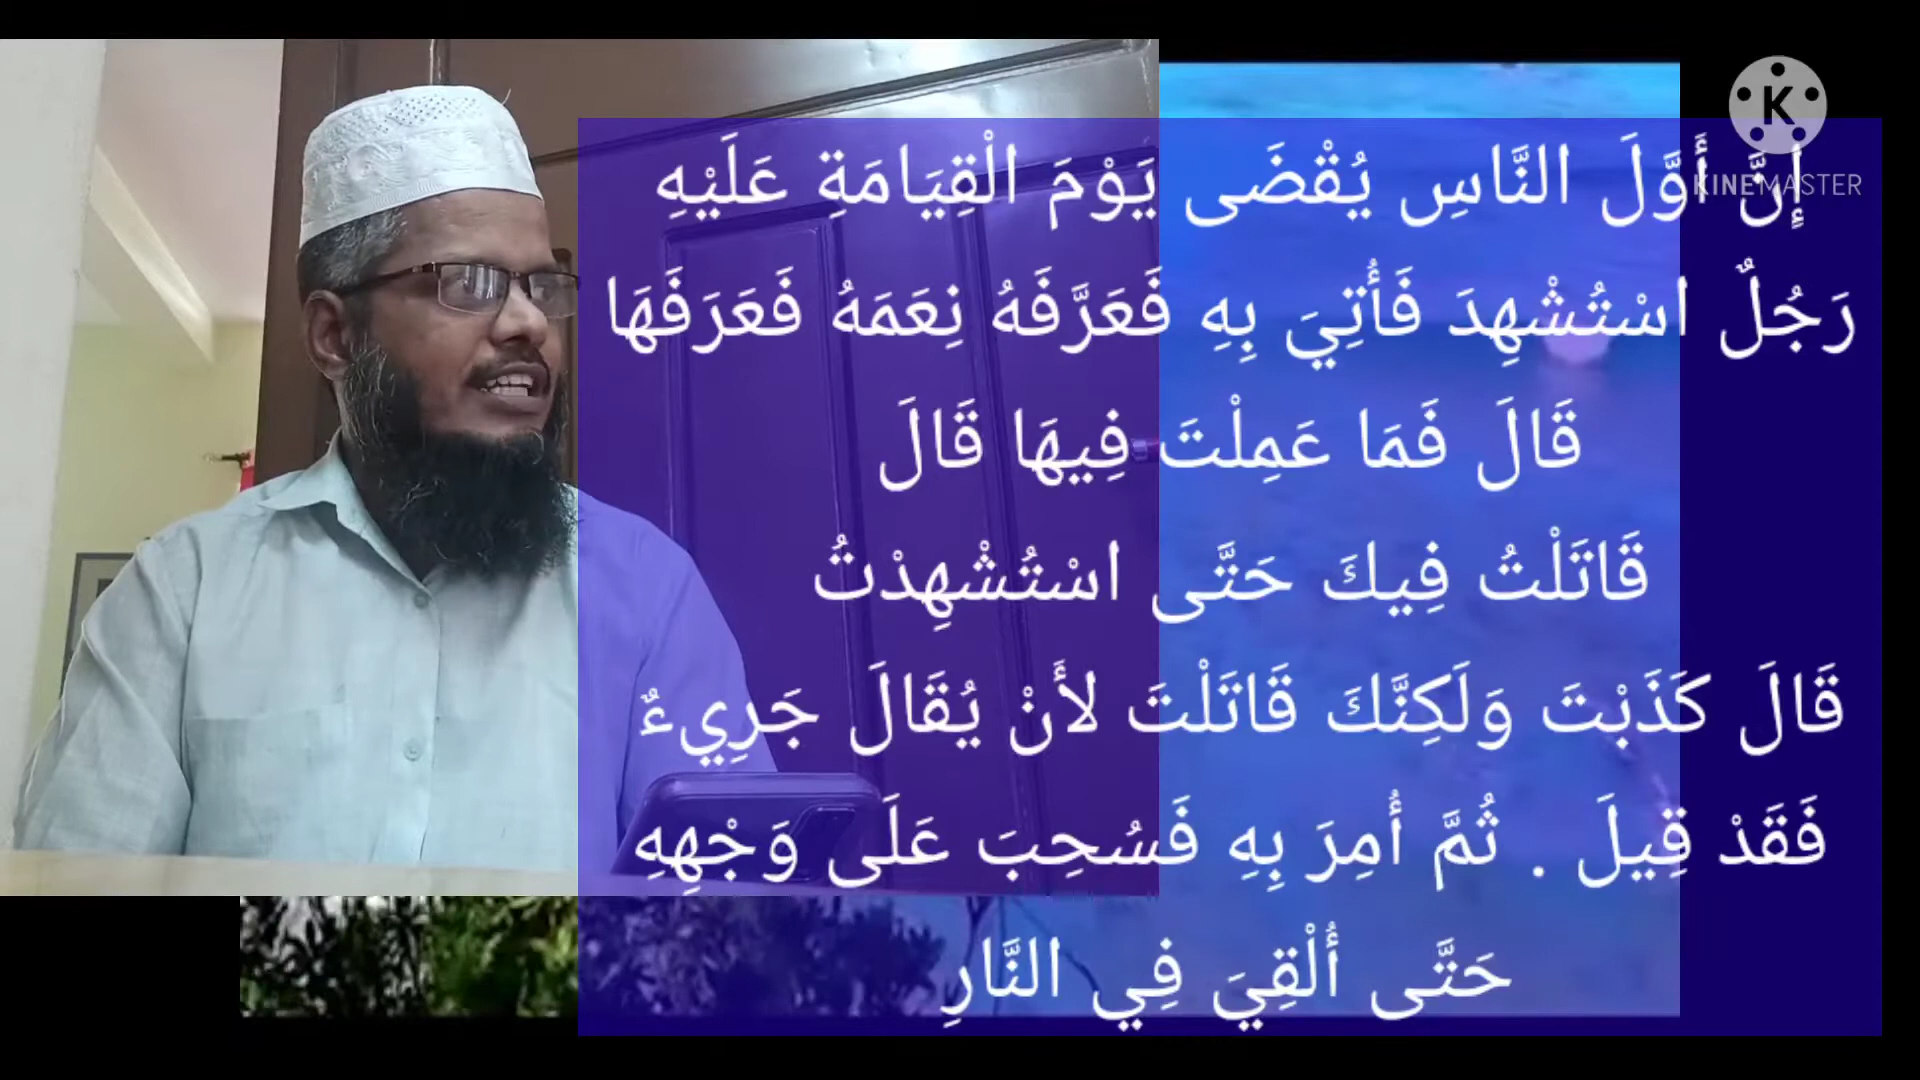 K
KINEMASTER
إِنَّ أَوَّلَ النَّاسِ يُقْضَى يَوْمَ الْقِيَامَةِ عَلَيْهِ
رَجُلٌ اسْتُشْهِدَ فَأُتِيَ بِهِ فَعَرَّفَهُ نِعَمَهُ فَعَرَفَهَا
قَالَ فَمَا عَمِلْتَ فِيهَا قَالَ
قَاتَلْتُ فِيكَ حَتَّى اسْتُشْهِدْتُ
قَالَ كَذَبْتَ وَلَكِنَّكَ قَاتَلْتَ لأَنْ يُقَالَ جَرِيءٌ
فَقَدْ قِيلَ . ثُمَّ أُمِرَ بِهِ فَسُحِبَ عَلَى وَجْهِهِ
حَتَّى أُلْقِيَ فِي النَّارِ